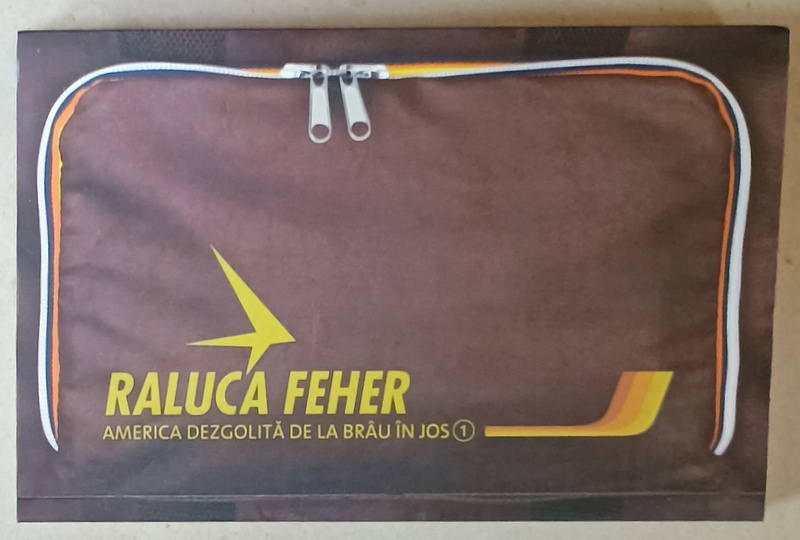 RALUCA FEHER
AMERICA DEZGOLITĂ DE LA BRÂU ÎN JOS 1